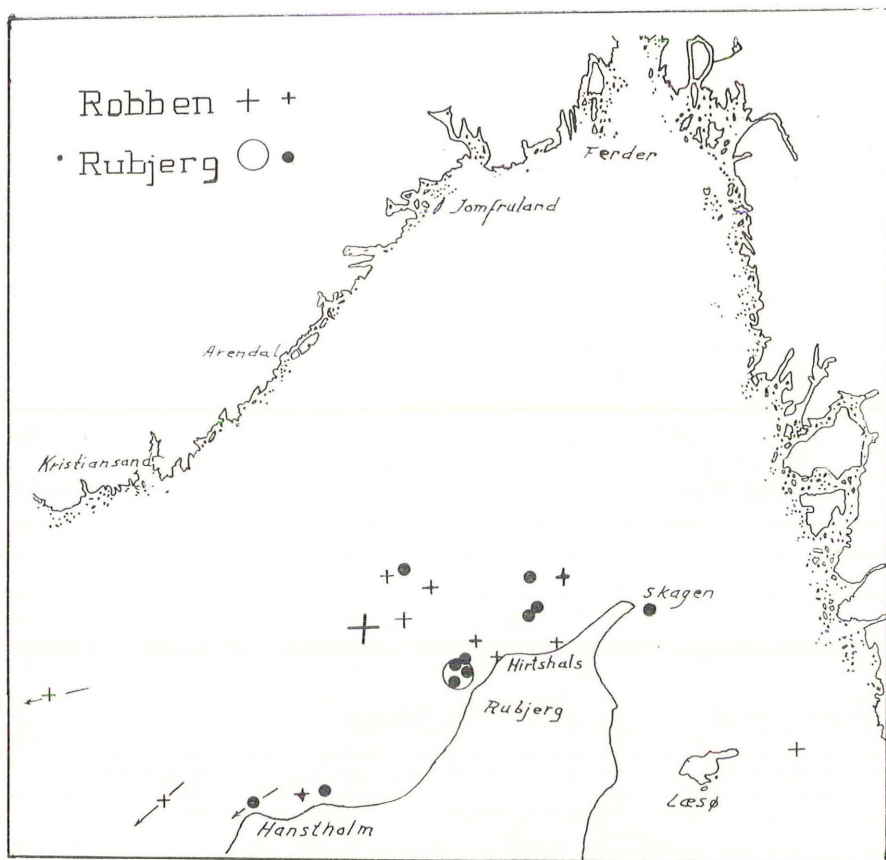 Robben + +
Rubjerg
Ferder
Jomfruland
Arendal
Kristiansand
Skagen
Hirtshals
Rubjerg
Læsø
Hanstholm